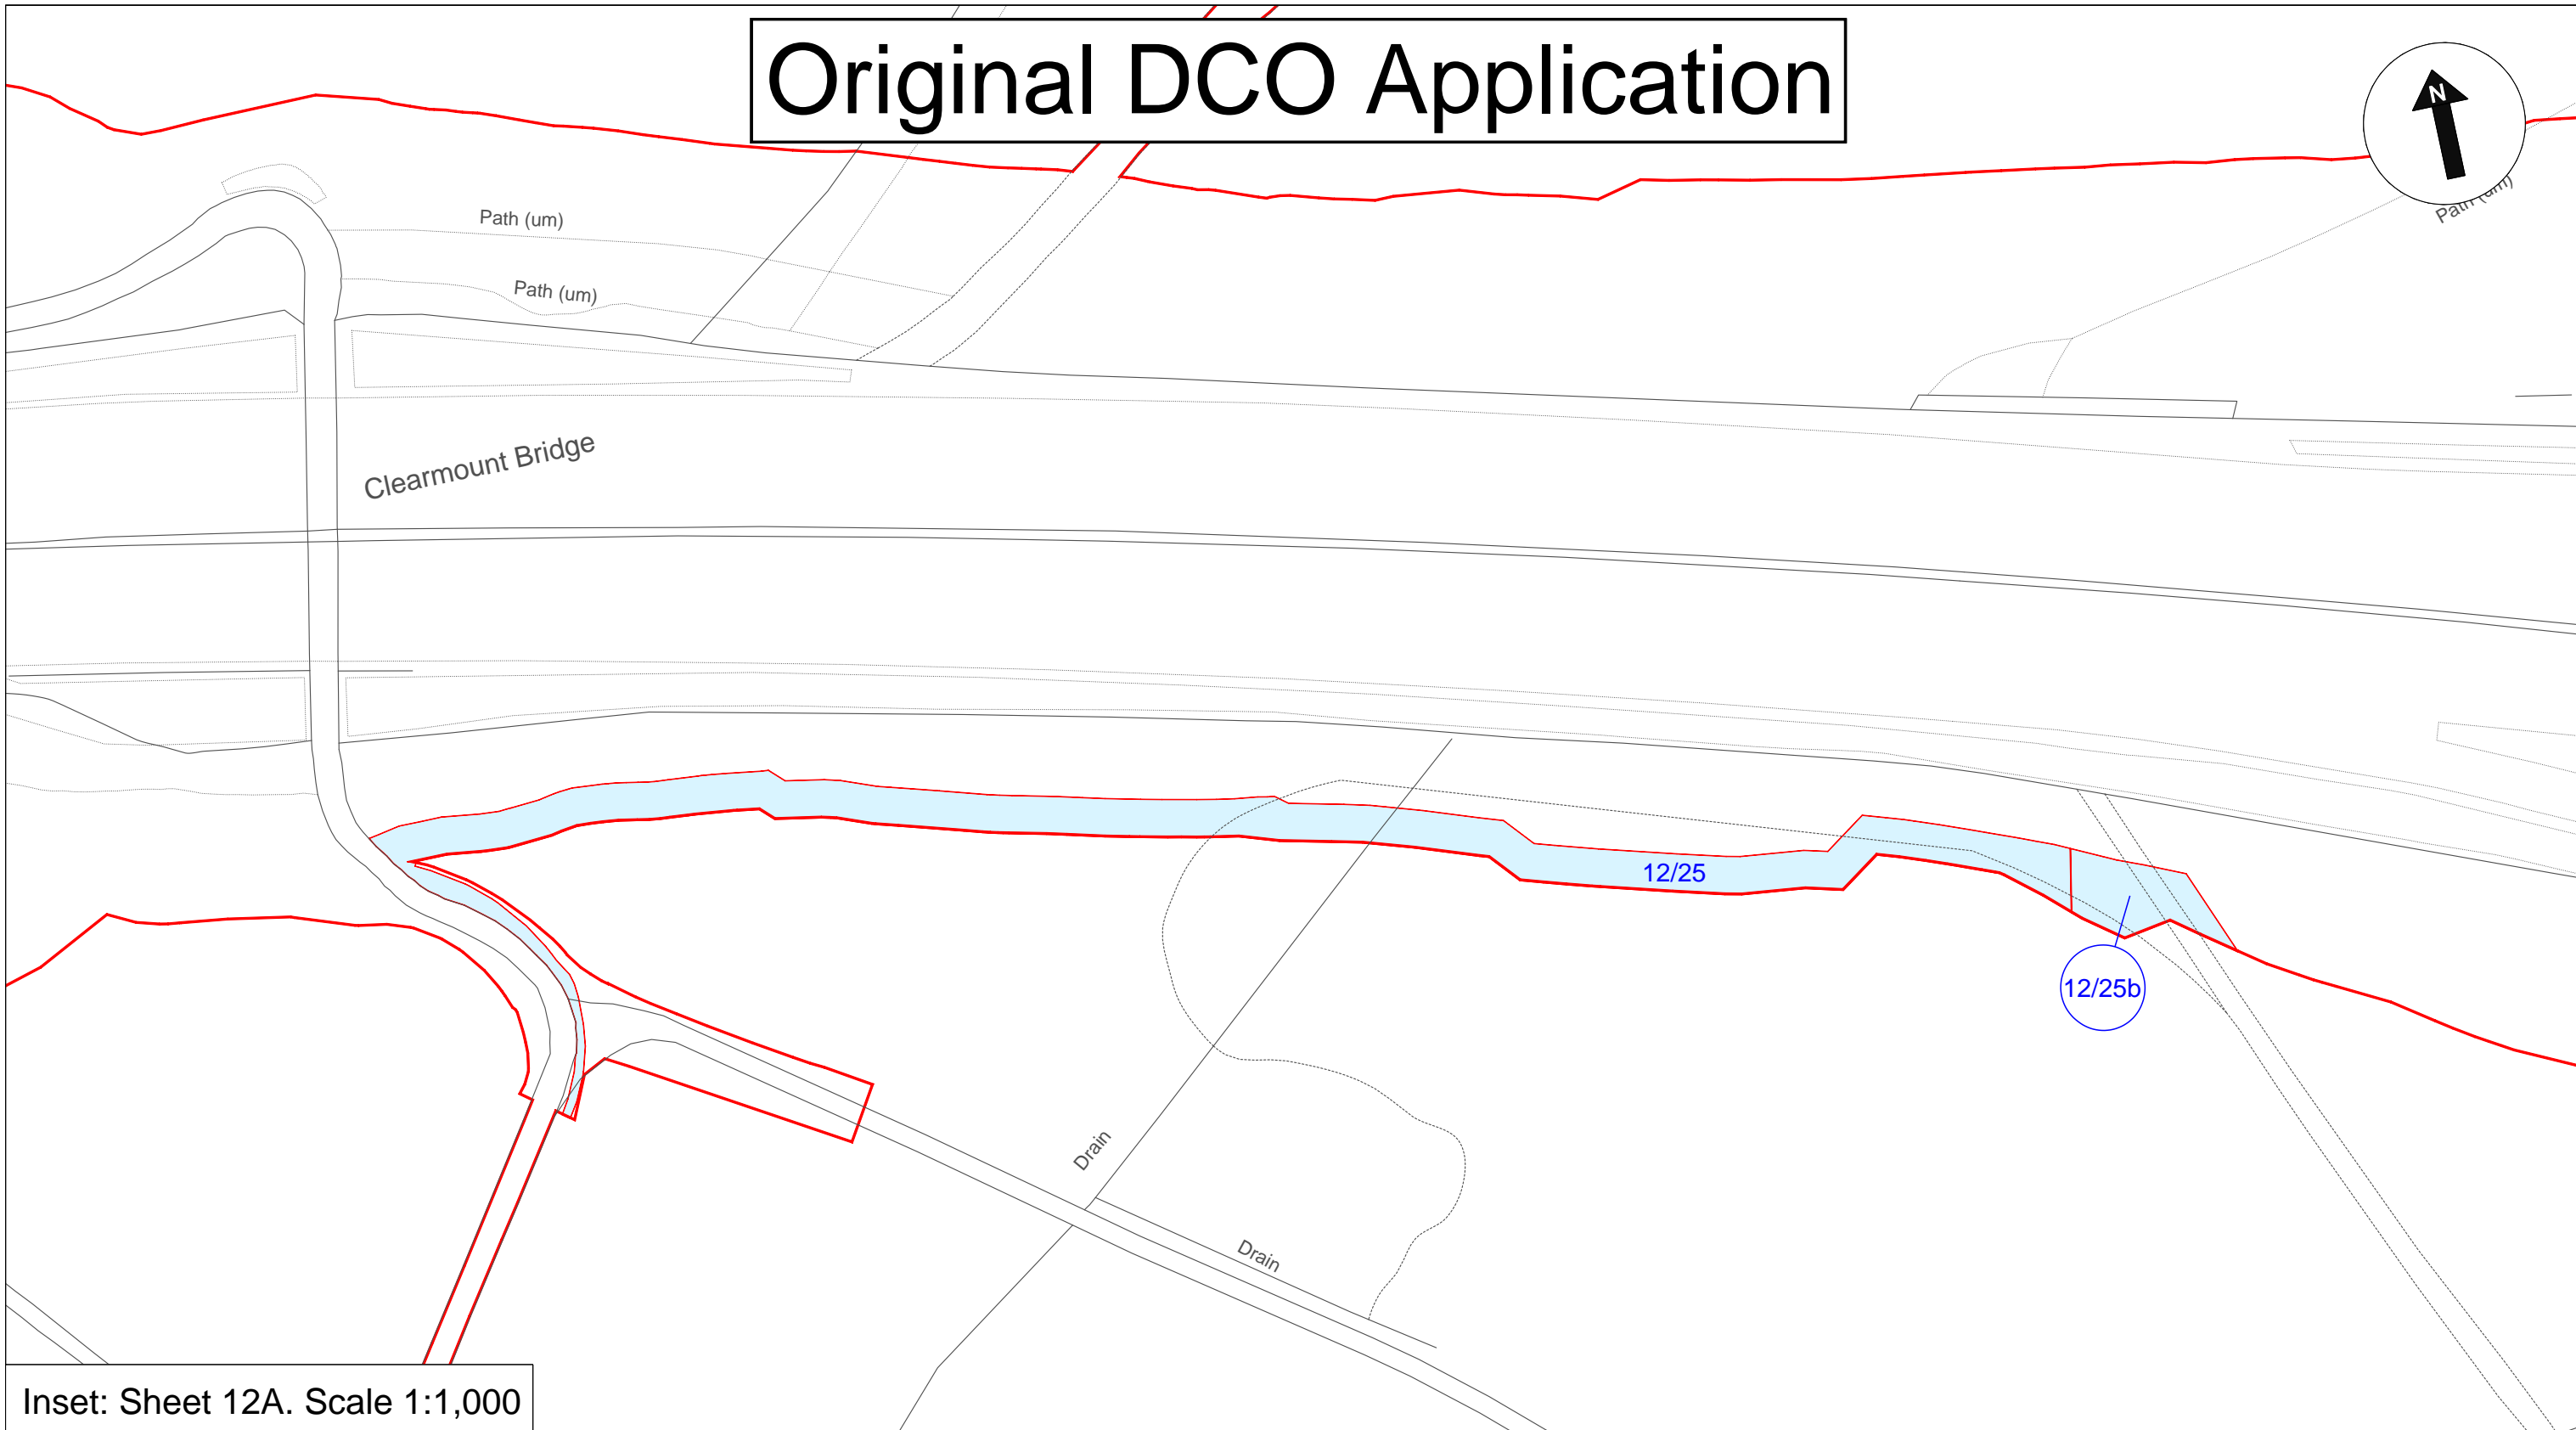 Original DCO Application
N
Path (um)
Path (um)
Path (um)
Clearmount Bridge
12/25
12/25b
Drain
Drain
Inset: Sheet 12A. Scale 1:1,000